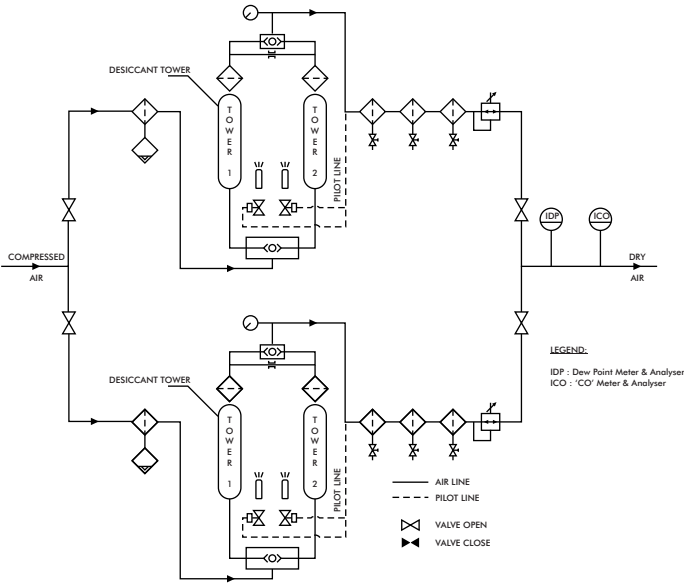 DESICCANT TOWER
TOWER 1
TOWER 2
PILOT LINE
COMPRESSED
AIR
IDP
ICO
DRY
AIR
LEGEND:
IDP : Dew Point Meter & Analyser
ICO : 'CO' Meter & Analyser
DESICCANT TOWER
TOWER 1
TOWER 2
PILOT LINE
AIR LINE
PILOT LINE
VALVE OPEN
VALVE CLOSE